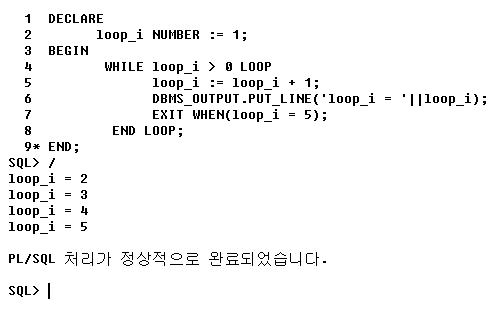 1 DECLARE
2 loop_i NUMBER := 1;
3 BEGIN
4 WHILE loop_i > 0 LOOP
5 loop_i := loop_i + 1;
6 DBMS_OUTPUT.PUT_LINE('loop_i = '||loop_i);
7 EXIT WHEN(loop_i = 5);
8 END LOOP;
9* END;
SQL> /
loop_i = 2
loop_i = 3
loop_i = 4
loop_i = 5
PL/SQL 처리가 정상적으로 완료되었습니다.
SQL>